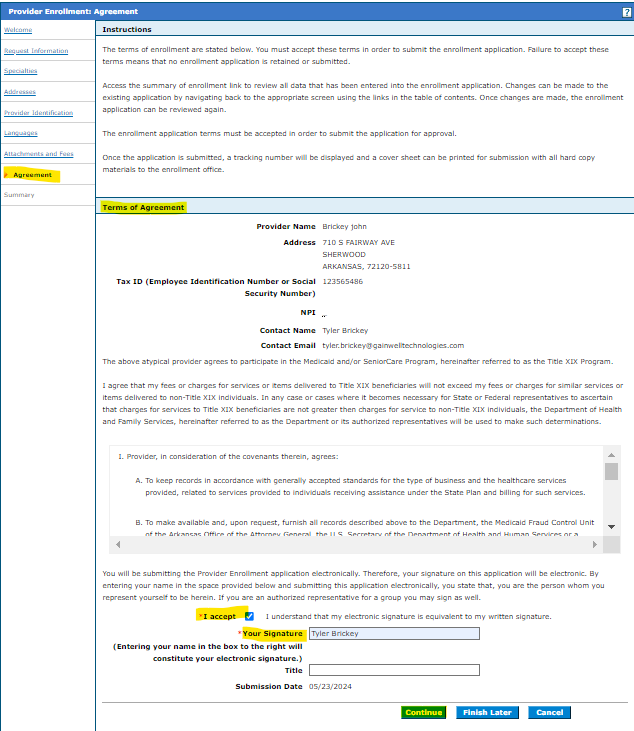 Provider Enrollment: Agreement
?
Welcome
Request Information
Specialties
Addresses
Provider Identification
Languages
Attachments and Fees
Agreement
Summary
Instructions
The terms of enrollment are stated below. You must accept these terms in order to submit the enrollment application. Failure to accept these
terms means that no enrollment application is retained or submitted.
Access the summary of enrollment link to review all data that has been entered into the enrollment application. Changes can be made to the
existing application by navigating back to the appropriate screen using the links in the table of contents. Once changes are made, the enrollment
application can be reviewed again.
The enrollment application terms must be accepted in order to submit the application for approval.
Once the application is submitted, a tracking number will be displayed and a cover sheet can be printed for submission with all hard copy
materials to the enrollment office.
Terms of Agreement
Provider Name Brickey john
Address 710 S FAIRWAY AVE
SHERWOOD
ARKANSAS, 72120-5811
Tax ID (Employee Identification Number or Social 123565486
Security Number)
NPI
Contact Name Tyler Brickey
Contact Email tyler.brickey@gainwelltechnologies.com
The above atypical provider agrees to participate in the Medicaid and/or SeniorCare Program, hereinafter referred to as the Title XIX Program.
I agree that my fees or charges for services or items delivered to Title XIX beneficiaries will not exceed my fees or charges for similar services or
items delivered to non-Title XIX individuals. In any case or cases where it becomes necessary for State or Federal representatives to ascertain
that charges for services to Title XIX beneficiaries are not greater then charges for service to non-Title XIX individuals, the Department of Health
and Family Services, hereinafter referred to as the Department or its authorized representatives will be used to make such determinations.
I. Provider, in consideration of the covenants therein, agrees:
A. To keep records in accordance with generally accepted standards for the type of business and the healthcare services
provided, related to services provided to individuals receiving assistance under the State Plan and billing for such services.
B. To make available and, upon request, furnish all records described above to the Department, the Medicaid Fraud Control Unit
of the Arkansas Office of the Attorney General, the U.S. Secretary of the Department of Health and Human Services or a
You will be submitting the Provider Enrollment application electronically. Therefore, your signature on this application will be electronic. By
entering your name in the space provided below and submitting this application electronically, you state that, you are the person whom you
represent yourself to be herein. If you are an authorized representative for a group you may sign as well.
*I accept I understand that my electronic signature is equivalent to my written signature.
*Your Signature Tyler Brickey
(Entering your name in the box to the right will
constitute your electronic signature.)
Title
Submission Date 05/23/2024
Continue Finish Later Cancel